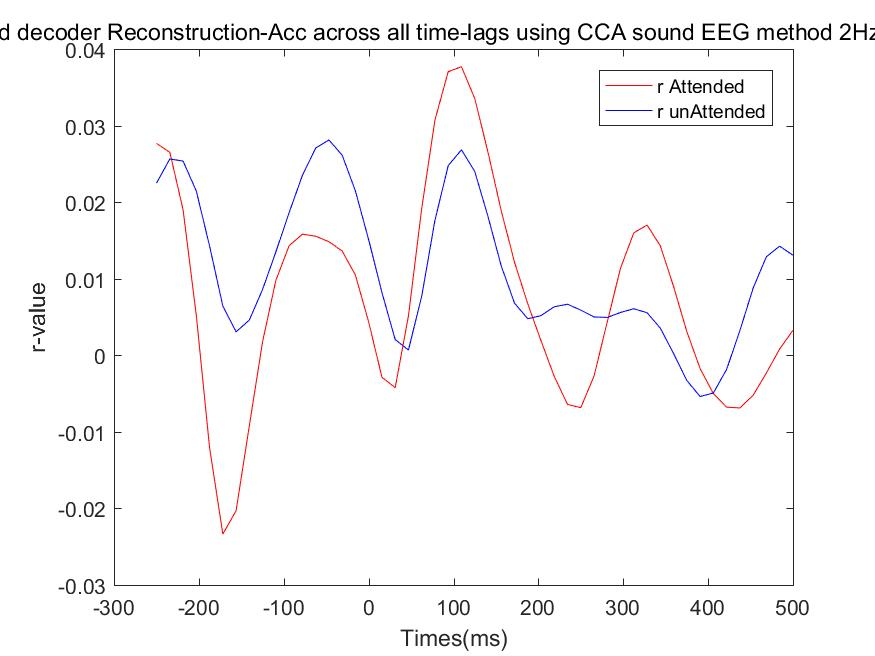 d decoder Reconstruction-Acc across all time-lags using CCA sound EEG method 2Hz
r Attended
r unAttended
0.04
0.03
0.02
0.01
0
-0.01
-0.02
-0.03
r-value
-300 -200 -100 0 100 200 300 400 500
Times(ms)